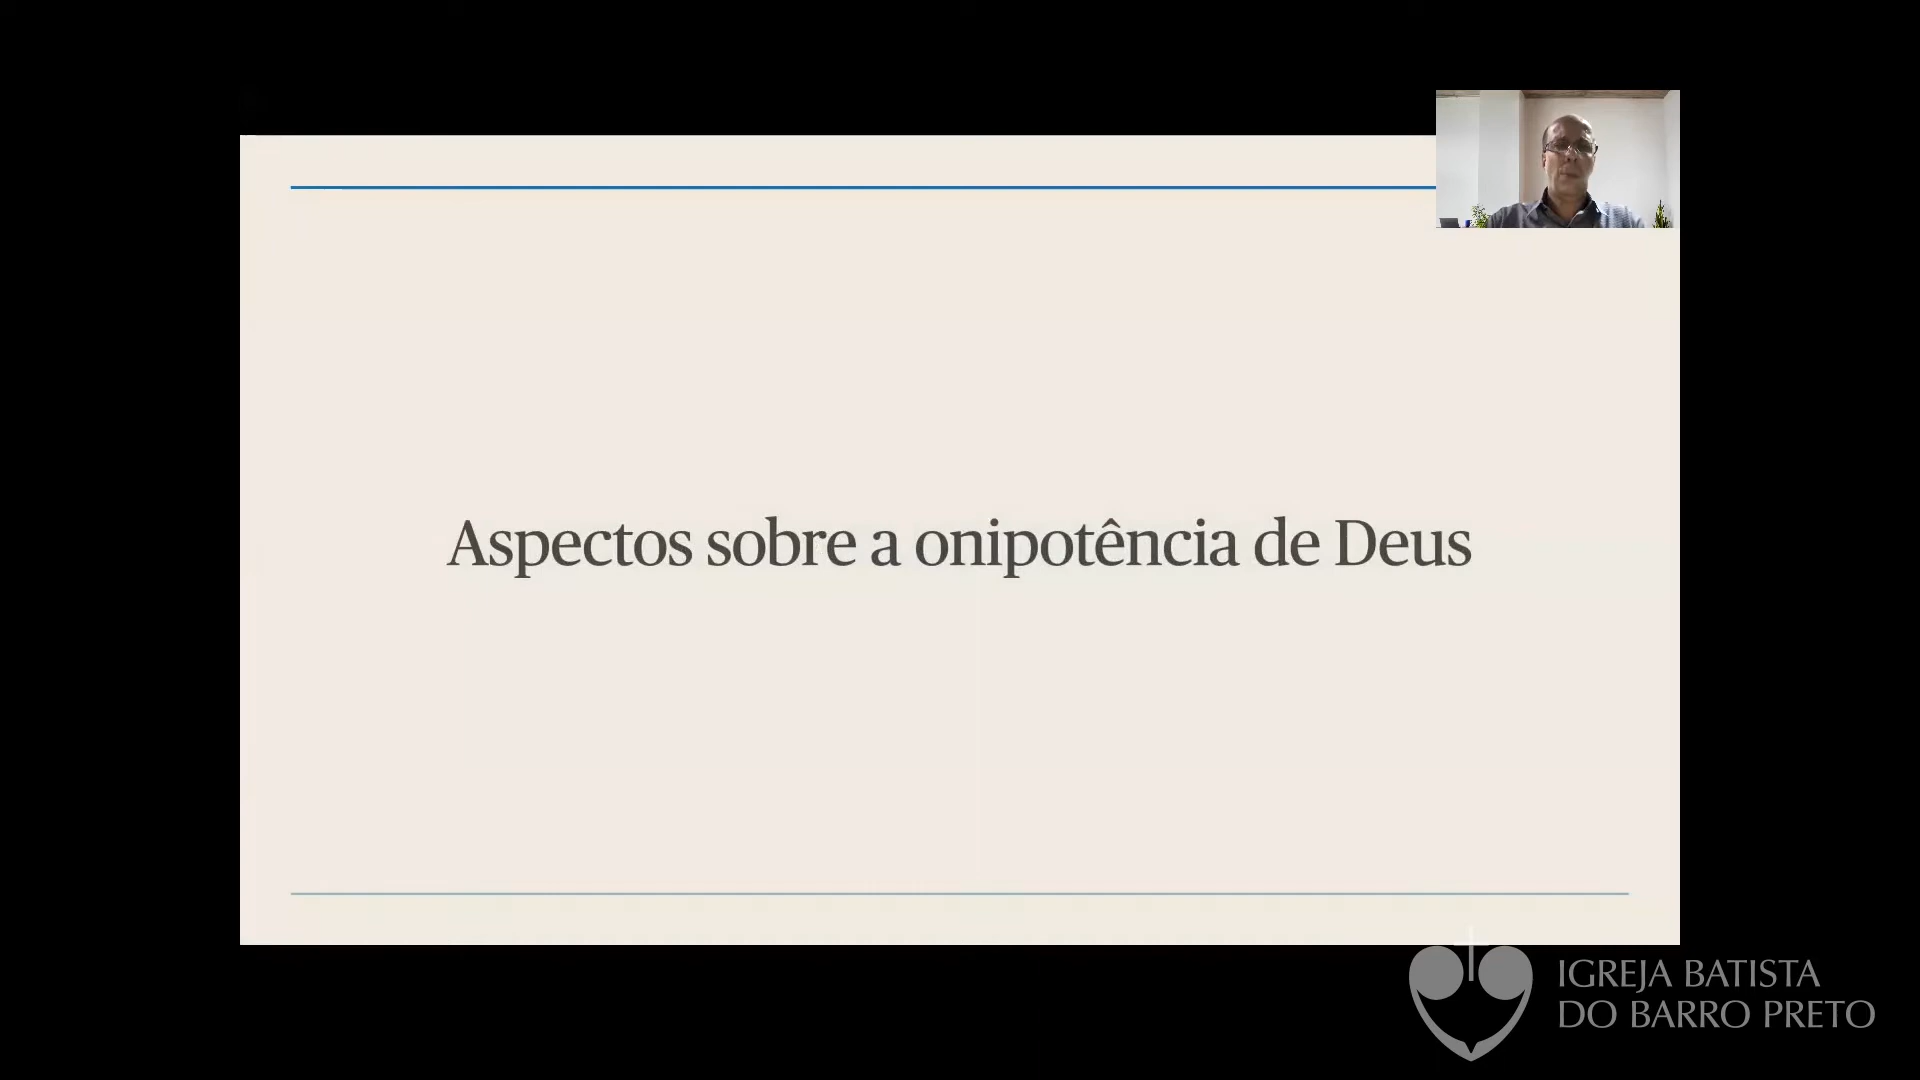 Aspectos sobre a onipotência de Deus
IGREJA BATISTA
DO BARRO PRETO